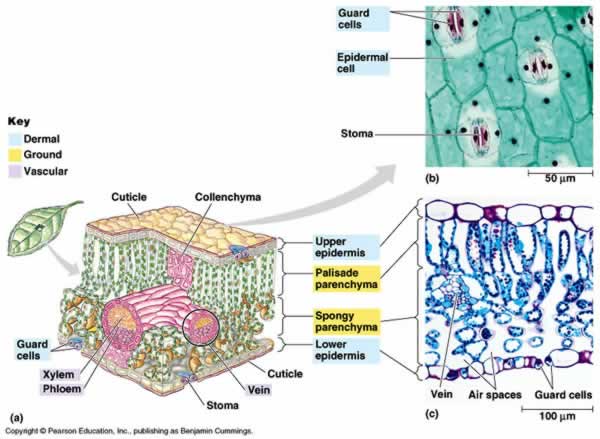 Guard
cells
Epidermal
cell
Stoma
50 µm
(b)
Key
Dermal
Ground
Vascular
Cuticle
Collenchyma
Upper
epidermis
Palisade
parenchyma
Spongy
parenchyma
Lower
epidermis
Guard
cells
Xylem
Phloem
Cuticle
Vein
Stoma
(a)
Vein
Air spaces
Guard cells
(c)
100 µm
Copyright © Pearson Education, Inc., publishing as Benjamin Cummings.